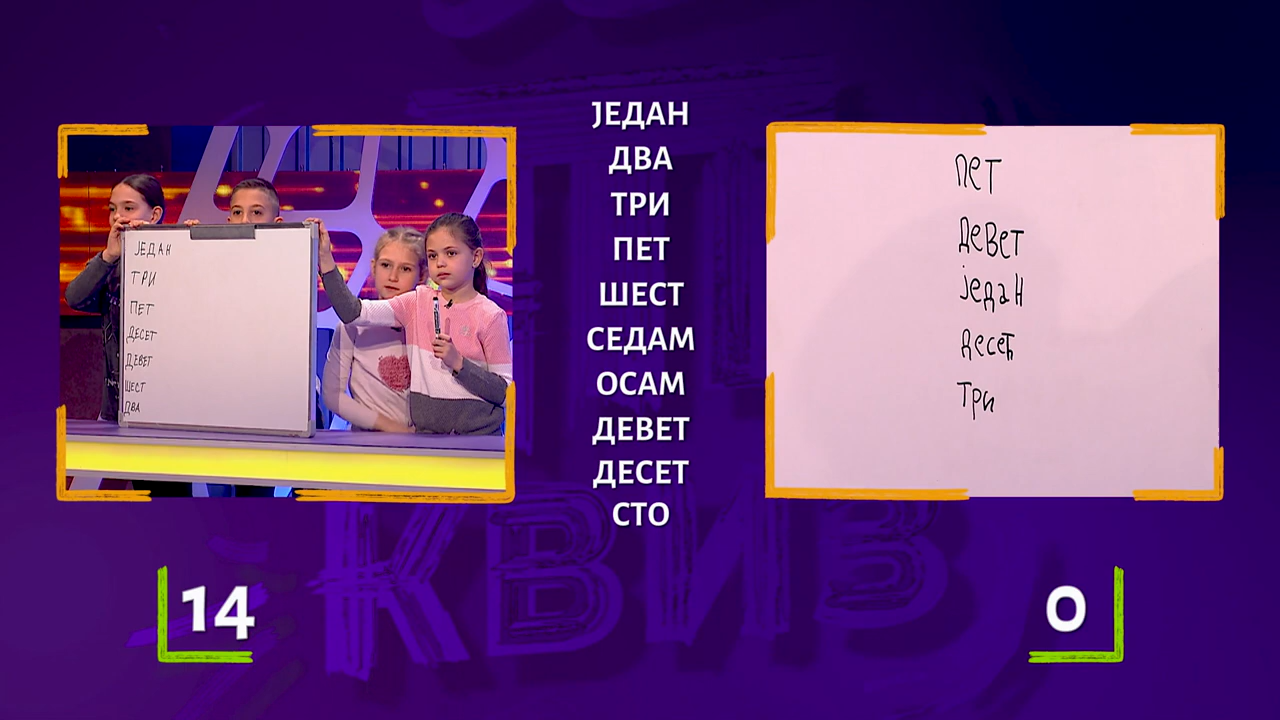 ЈЕДАН
ТРИ
ПЕТ
ДЕСЕТ
ДЕВЕТ
ШЕСТ
ДВА
ЈЕДАН
ДВА
ТРИ
ПЕТ
ШЕСТ
СЕДАМ
ОСАМ
ДЕВЕТ
ДЕСЕТ
СТО
пет
девет
један
десет
три
КВИЗ
14
0